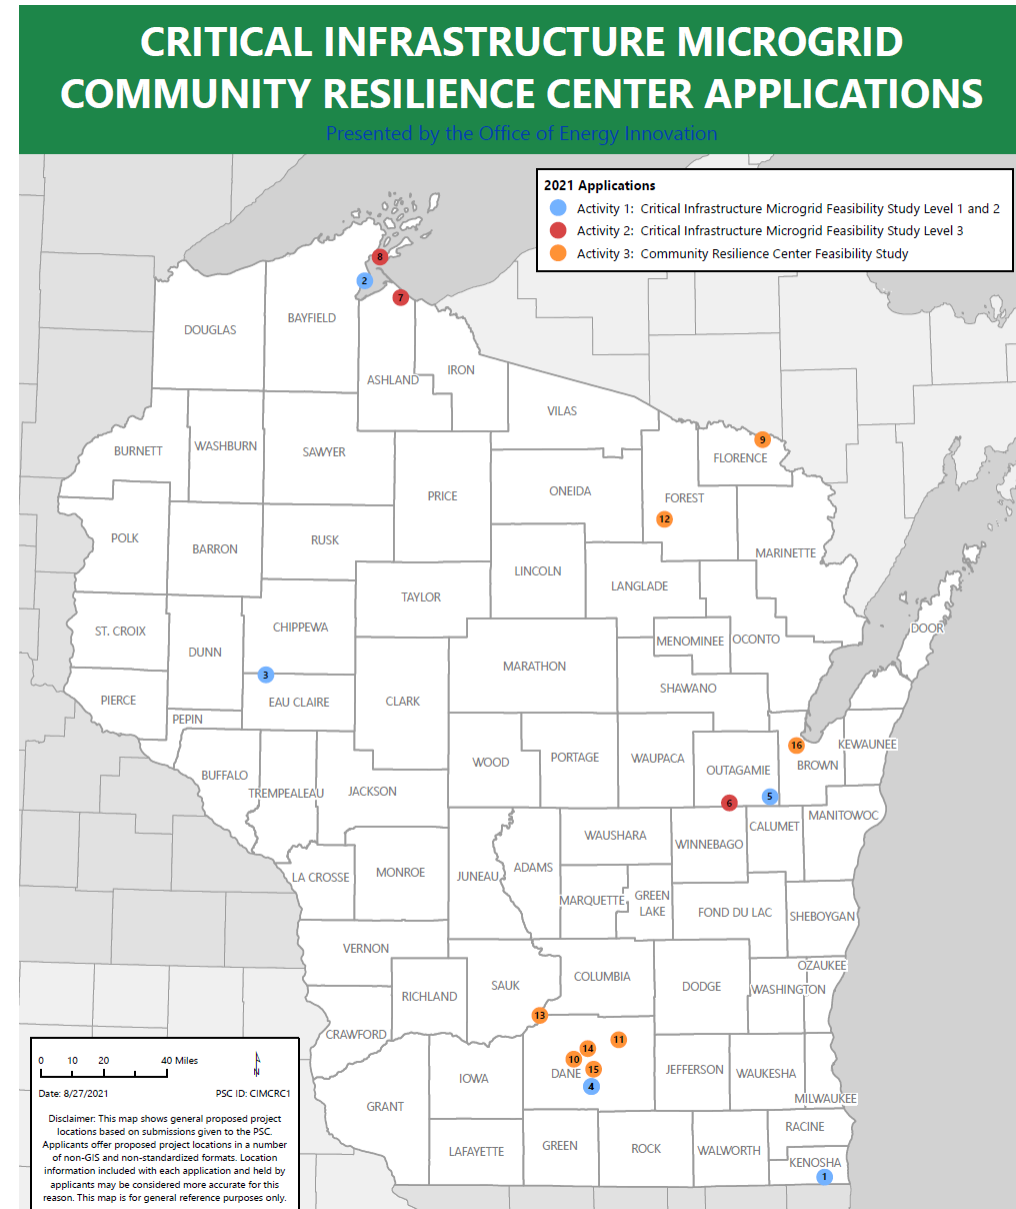 CRITICAL INFRASTRUCTURE MICROGRID
COMMUNITY RESILIENCE CENTER APPLICATIONS
Presented by the Office of Energy Innovation
2021 Applications
Activity 1: Critical Infrastructure Microgrid Feasibility Study Level 1 and 2
Activity 2: Critical Infrastructure Microgrid Feasibility Study Level 3
Activity 3: Community Resilience Center Feasibility Study
8
2
7
BAYFIELD
DOUGLAS
IRON
ASHLAND
VILAS
9
BURNETT
WASHBURN
SAWYER
FLORENCE
PRICE
ONEIDA
FOREST
12
POLK
RUSK
BARRON
MARINETTE
LINCOLN
LANGLADE
TAYLOR
ST. CROIX
CHIPPEWA
DOOR
MENOMINEE
OCONTO
DUNN
MARATHON
3
SHAWANO
PIERCE
EAU CLAIRE
CLARK
PEPIN
16
KEWAUNEE
WOOD
PORTAGE
WAUPACA
OUTAGAMIE
BROWN
BUFFALO
TREMPEALEAU
JACKSON
5
6
MANITOWOC
CALUMET
WAUSHARA
WINNEBAGO
ADAMS
MONROE
LA CROSSE
JUNEAU
MARQUETTE
GREEN
LAKE
FOND DU LAC
SHEBOYGAN
VERNON
OZAUKEE
COLUMBIA
SAUK
DODGE
WASHINGTON
RICHLAND
13
CRAWFORD
11
14
10
15
DANE
JEFFERSON
WAUKESHA
IOWA
4
MILWAUKEE
GRANT
RACINE
GREEN
ROCK
WALWORTH
LAFAYETTE
KENOSHA
1
0 10 20 40 Miles
N
Date: 8/27/2021 PSC ID: CIMCRC1
Disclaimer: This map shows general proposed project
locations based on submissions given to the PSC.
Applicants offer proposed project locations in a number
of non-GIS and non-standardized formats. Location
information included with each application and held by
applicants may be considered more accurate for this
reason. This map is for general reference purposes only.